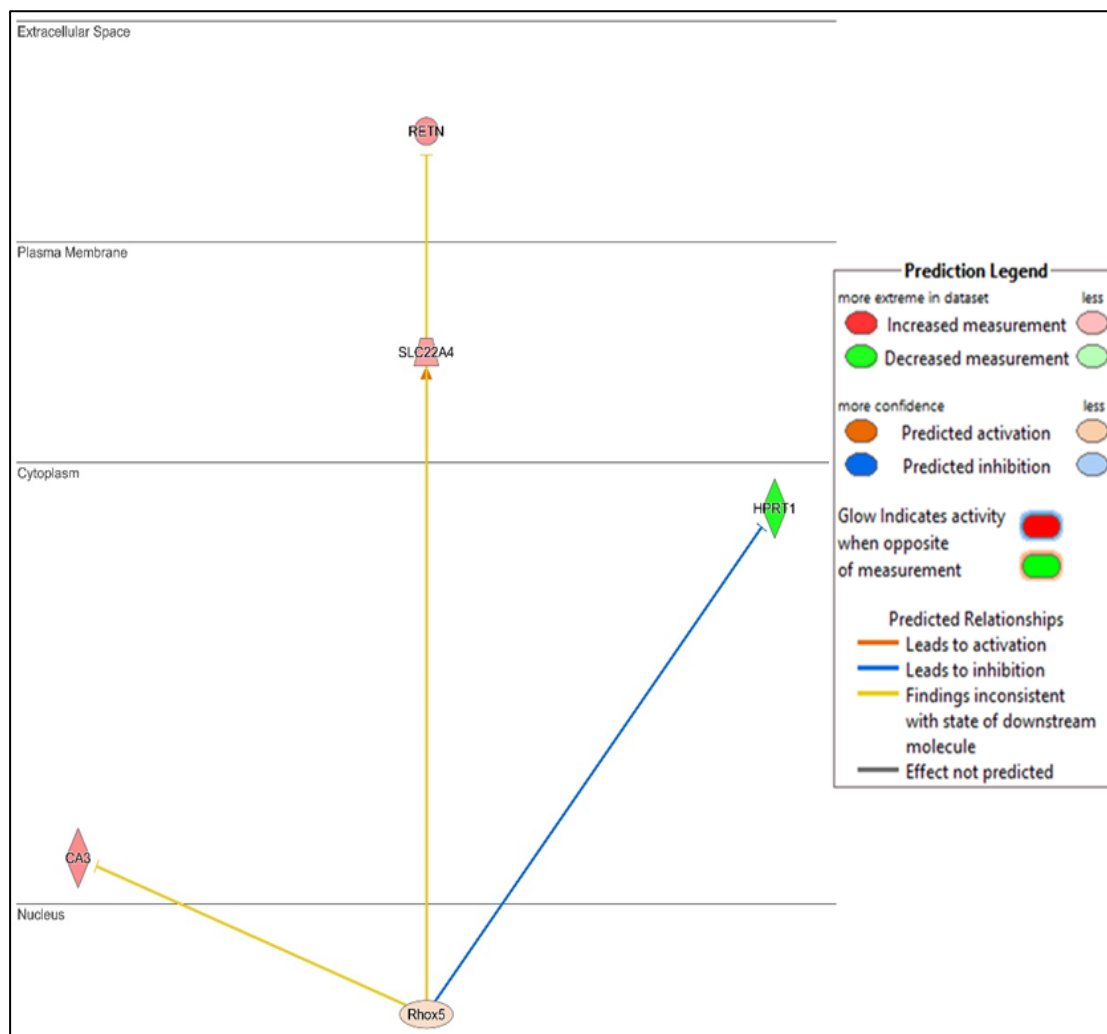 Extracellular Space
RETN
Plasma Membrane
SLC22A4
Cytoplasm
HPRT1
CA3
Nucleus
Rhox5
Prediction Legend
more extreme in dataset less
Increased measurement
Decreased measurement
more confidence less
Predicted activation
Predicted inhibition
Glow Indicates activity
when opposite
of measurement
Predicted Relationships
Leads to activation
Leads to inhibition
Findings inconsistent
with state of downstream
molecule
Effect not predicted